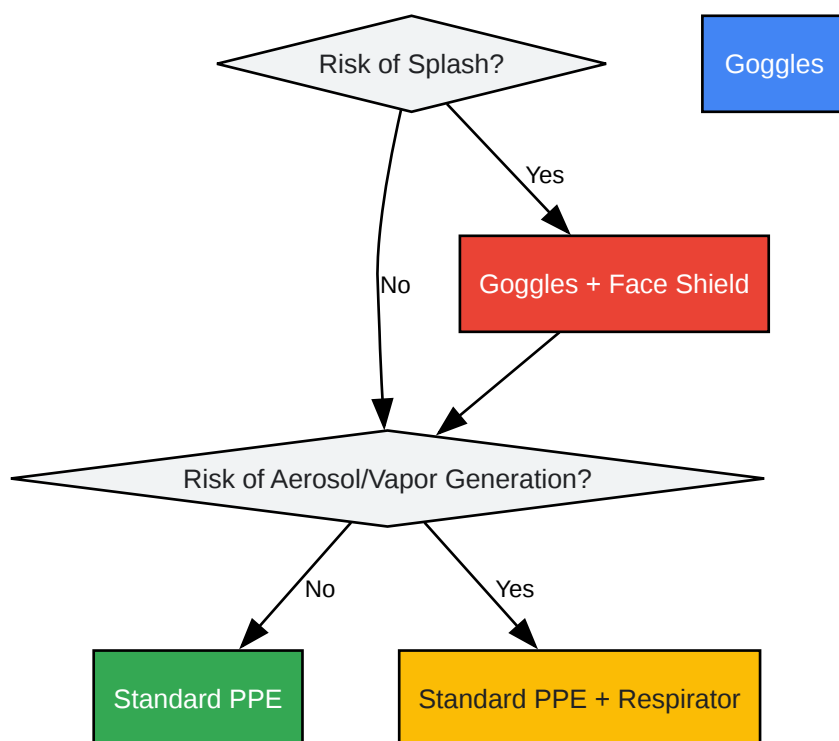 Risk of Splash?
Goggles
Yes
Goggles + Face Shield
No
Risk of Aerosol/Vapor Generation?
No
Yes
Standard PPE
Standard PPE + Respirator